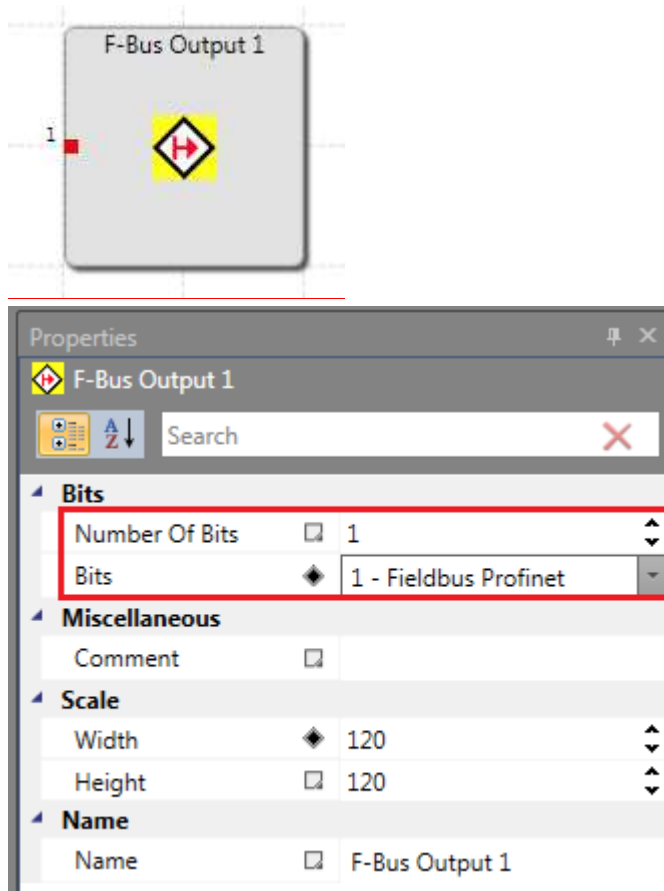 F-Bus Output 1
1
Properties
F-Bus Output 1
A
Z
Search
Bits
Number Of Bits 1
Bits 1 - Fieldbus Profinet
Miscellaneous
Comment
Scale
Width 120
Height 120
Name
Name F-Bus Output 1